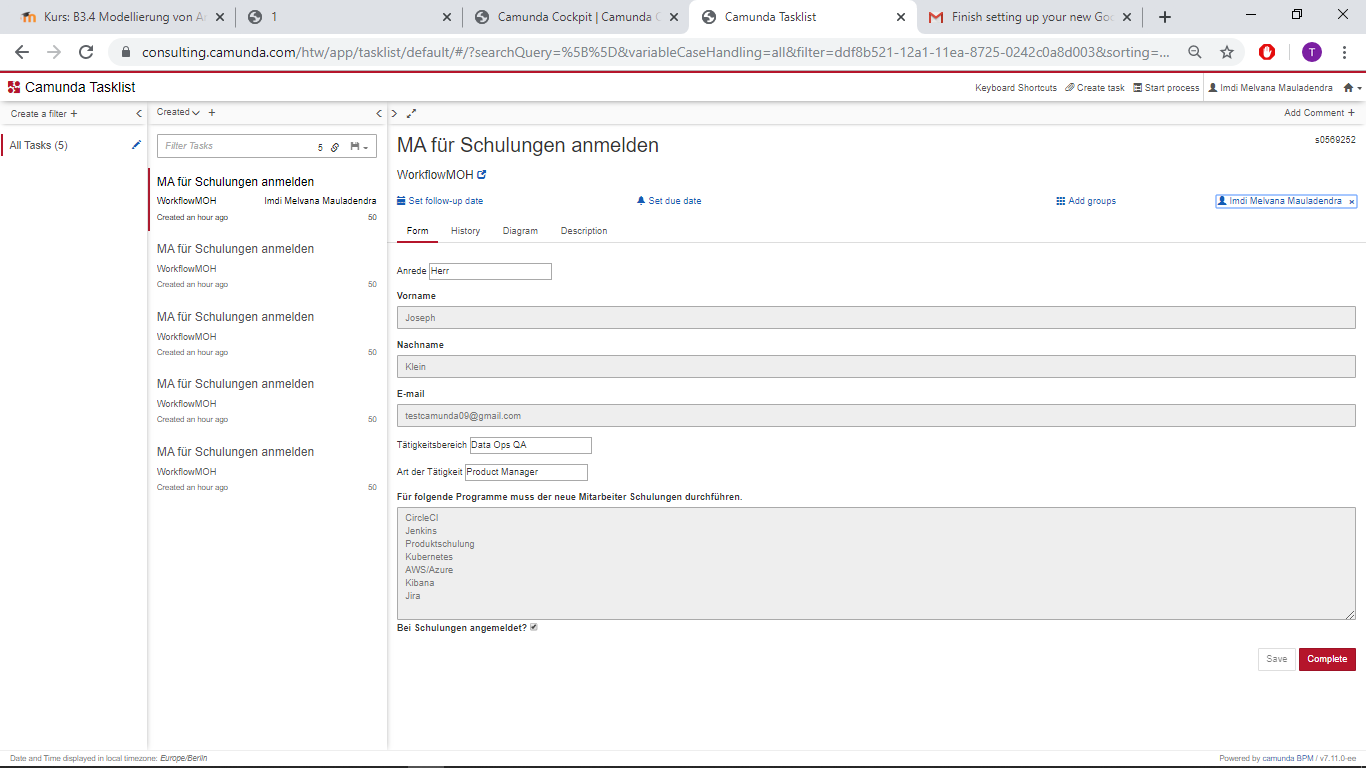 Kurs: B3.4 Modellierung von A
1
Camunda Cockpit | Camunda C
Camunda Tasklist
Finish setting up your new Goo
consulting.camunda.com/htw/app/tasklist/default/#/?searchQuery=%5B%5D&variableCaseHandling=all&filter=ddf8b521-12a1-11ea-8725-0242c0a8d003&sorting=...
T
Camunda Tasklist
Keyboard Shortcuts
Create task
Start process
Imdi Melvana Mauladendra
Create a filter +
All Tasks (5)
Created +
Filter Tasks
5
MA für Schulungen anmelden
WorkflowMOH Imdi Melvana Mauladendra
Created an hour ago 50
MA für Schulungen anmelden
WorkflowMOH
Created an hour ago 50
MA für Schulungen anmelden
WorkflowMOH
Created an hour ago 50
MA für Schulungen anmelden
WorkflowMOH
Created an hour ago 50
MA für Schulungen anmelden
WorkflowMOH
Created an hour ago 50
Add Comment +
MA für Schulungen anmelden
s0569252
WorkflowMOH
Set follow-up date
Set due date
Add groups
Imdi Melvana Mauladendra ×
Form
History
Diagram
Description
Anrede Herr
Vorname
Joseph
Nachname
Klein
E-mail
testcamunda09@gmail.com
Tätigkeitsbereich Data Ops QA
Art der Tätigkeit Product Manager
Für folgende Programme muss der neue Mitarbeiter Schulungen durchführen.
CircleCI
Jenkins
Produktschulung
Kubernetes
AWS/Azure
Kibana
Jira
Bei Schulungen angemeldet?
Save
Complete
Date and Time displayed in local timezone: Europe/Berlin
Powered by camunda BPM / v7.11.0-ee